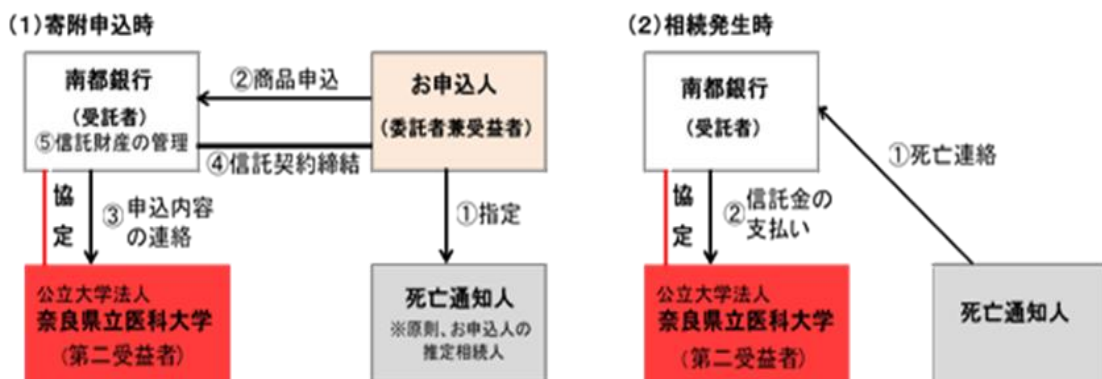 (1)寄附申込時
南都銀行
(受託者)
⑤信託財産の管理
②商品申込
お申込人
(委託者兼受益者)
④信託契約締結
協定
③申込内容
の連絡
①指定
公立大学法人
奈良県立医科大学
(第二受益者)
死亡通知人
※原則、お申込人の
推定相続人
(2)相続発生時
南都銀行
(受託者)
①死亡連絡
協定
②信託金の
支払い
公立大学法人
奈良県立医科大学
(第二受益者)
死亡通知人